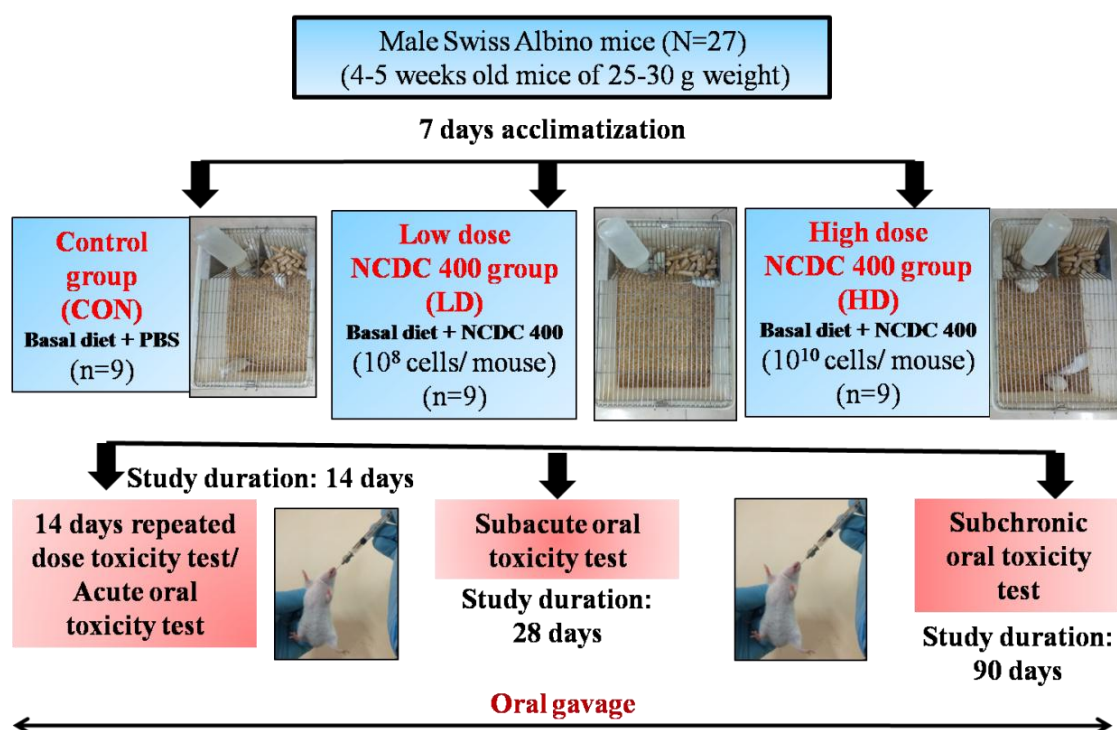 Male Swiss Albino mice (N=27)
(4-5 weeks old mice of 25-30 g weight)
7 days acclimatization
Control
group
(CON)
Basal diet + PBS
(n=9)
Low dose
NCDC 400 group
(LD)
Basal diet + NCDC 400
(10⁸ cells/ mouse)
(n=9)
High dose
NCDC 400 group
(HD)
Basal diet + NCDC 400
(10¹⁰ cells/ mouse)
(n=9)
Study duration: 14 days
14 days repeated
dose toxicity test/
Acute oral
toxicity test
Subacute oral
toxicity test
Study duration:
28 days
Subchronic
oral toxicity
test
Study duration:
90 days
Oral gavage